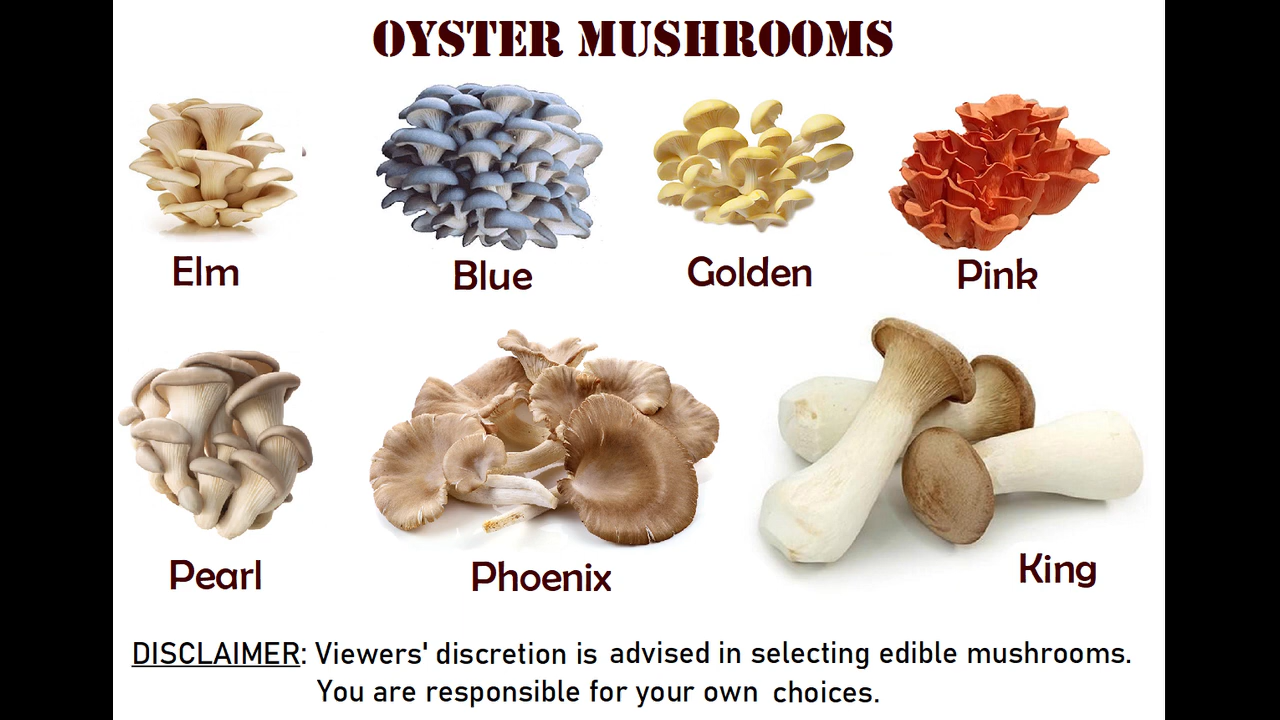 OYSTER MUSHROOMS
Elm
Blue
Golden
Pink
Pearl
Phoenix
King
DISCLAIMER: Viewers' discretion is advised in selecting edible mushrooms.
You are responsible for your own choices.